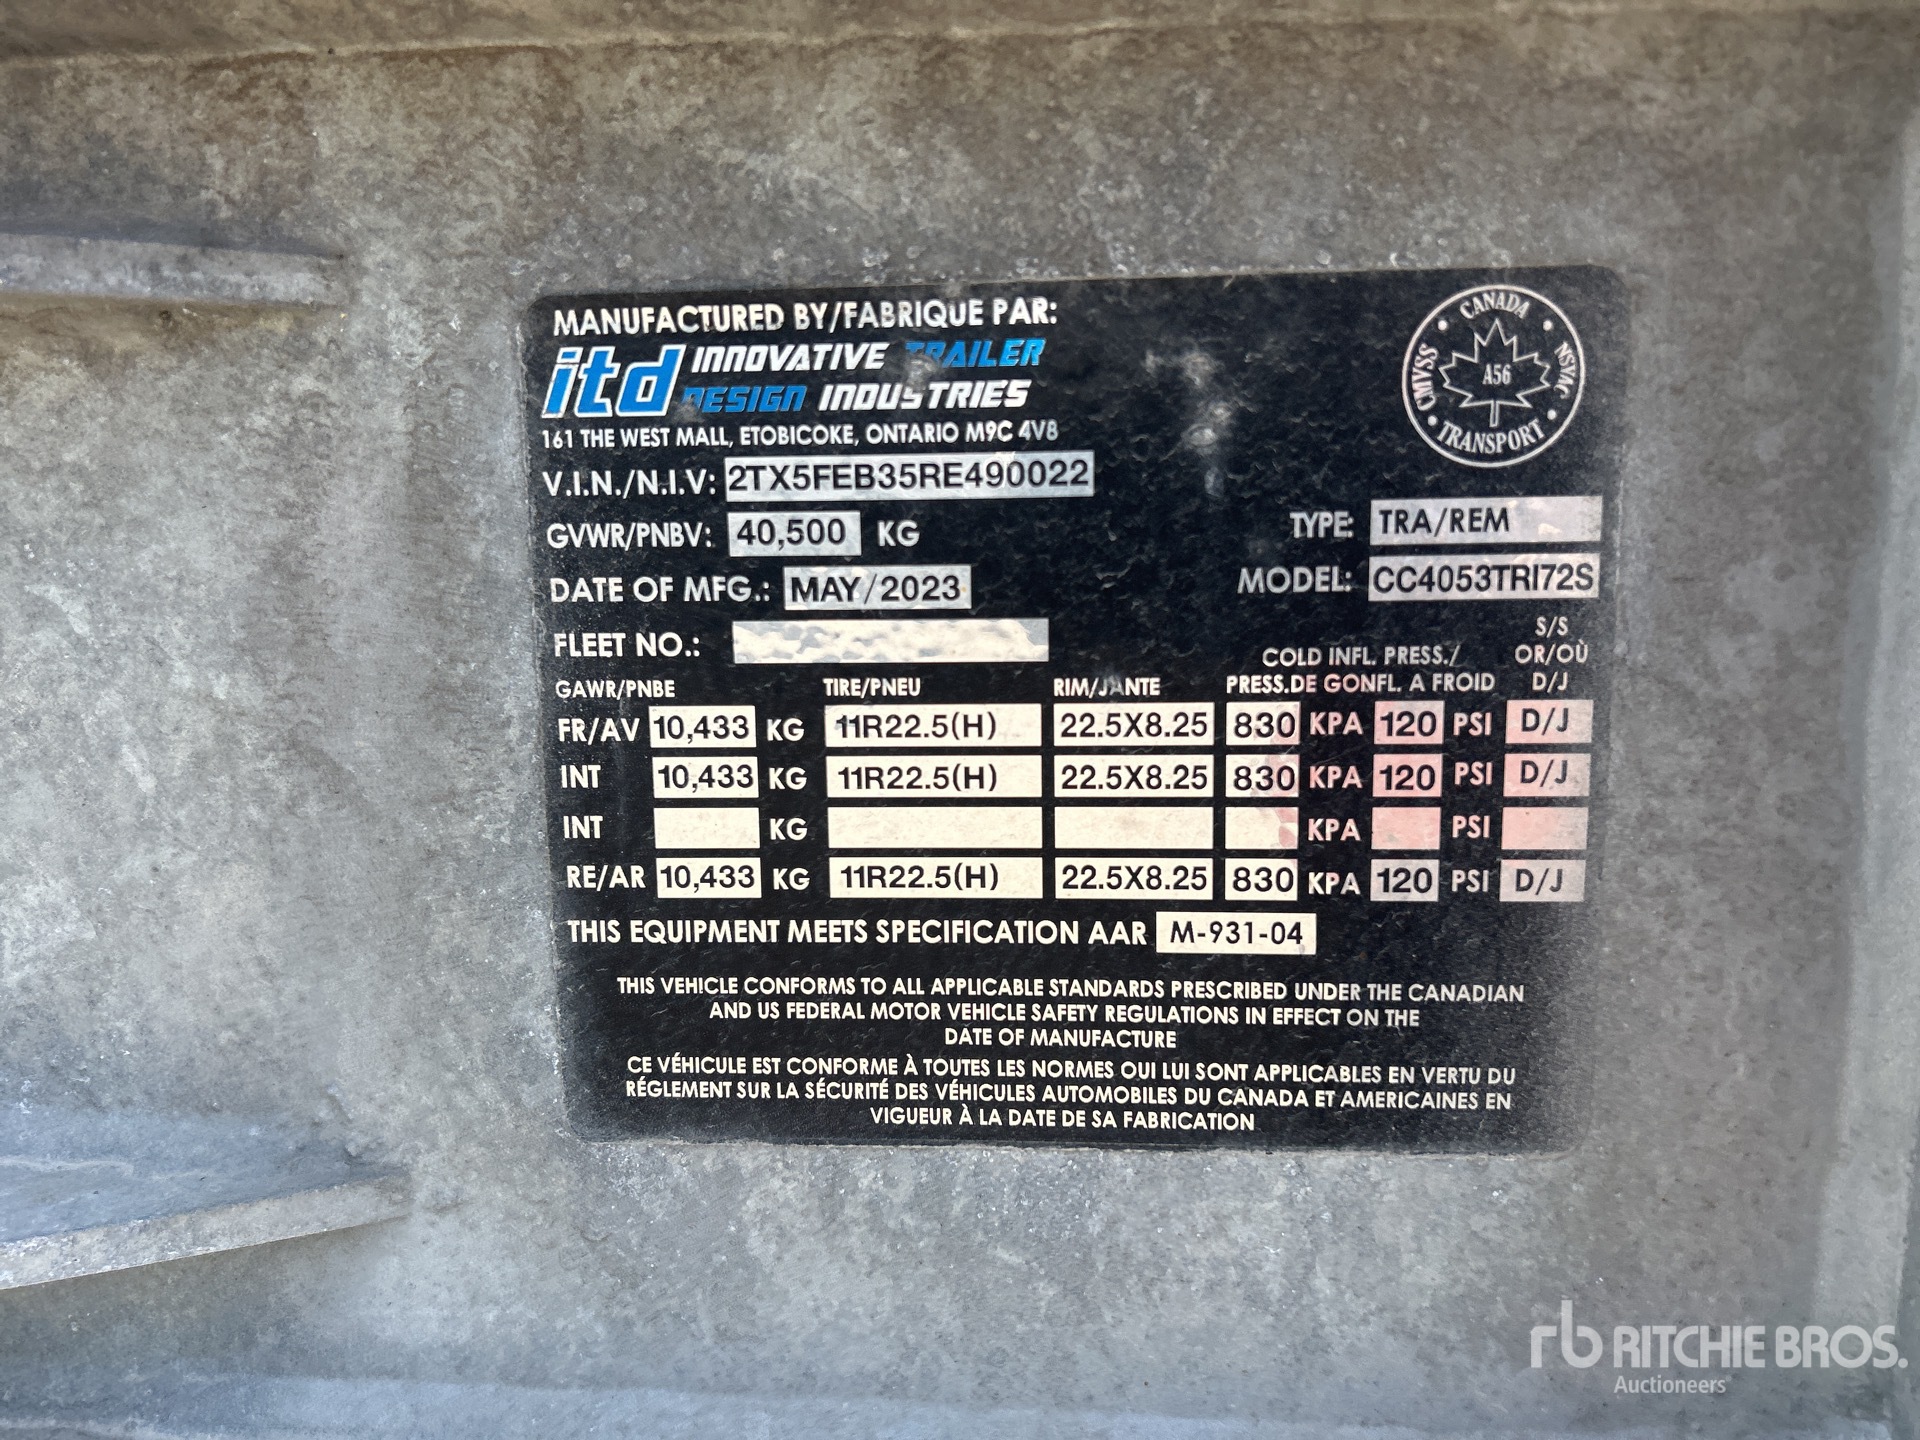 MANUFACTURED BY/FABRIQUE PAR:
itd INNOVATIVE TRAILER
DESIGN INDUSTRIES
161 THE WEST MALL, ETOBICOKE, ONTARIO M9C 4V8
CANADA NSVAC TRANSPORT CMVSS
A56
V.I.N./N.I.V: 2TX5FEB35RE490022
GVWR/PNBV: 40,500 KG TYPE: TRA/REM
DATE OF MFG.: MAY/2023 MODEL: CC4053TRI72S
FLEET NO.:
COLD INFL. PRESS./ S/S OR/OÙ
GAWR/PNBE TIRE/PNEU RIM/JANTE PRESS.DE GONFL. A FROID D/J
FR/AV 10,433 KG 11R22.5(H) 22.5X8.25 830 KPA 120 PSI D/J
INT 10,433 KG 11R22.5(H) 22.5X8.25 830 KPA 120 PSI D/J
INT KG KPA PSI
RE/AR 10,433 KG 11R22.5(H) 22.5X8.25 830 KPA 120 PSI D/J
THIS EQUIPMENT MEETS SPECIFICATION AAR M-931-04
THIS VEHICLE CONFORMS TO ALL APPLICABLE STANDARDS PRESCRIBED UNDER THE CANADIAN
AND US FEDERAL MOTOR VEHICLE SAFETY REGULATIONS IN EFFECT ON THE
DATE OF MANUFACTURE
CE VÉHICULE EST CONFORME À TOUTES LES NORMES QUI LUI SONT APPLICABLES EN VERTU DU
RÉGLEMENT SUR LA SÉCURITÉ DES VÉHICULES AUTOMOBILES DU CANADA ET AMERICAINES EN
VIGUEUR À LA DATE DE SA FABRICATION
rb RITCHIE BROS.
Auctioneers